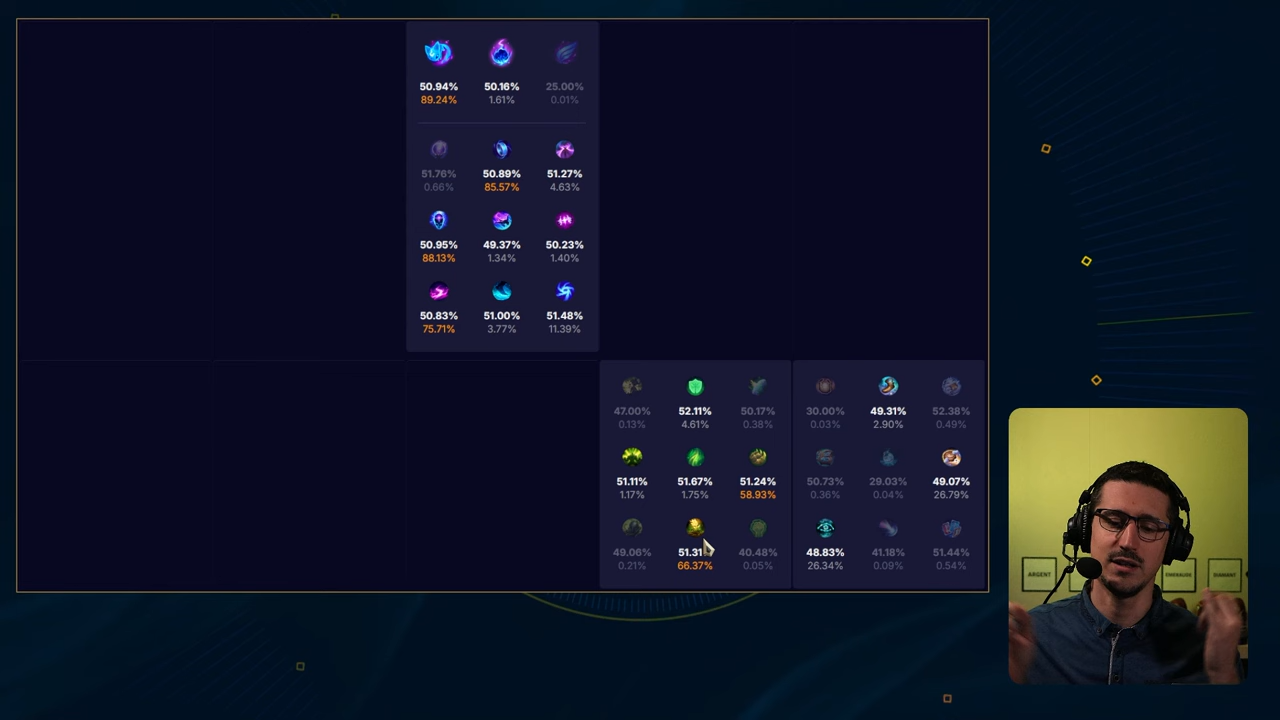 50.94% 50.16% 25.00%
89.24% 1.61% 0.01%
51.76% 50.89% 51.27%
0.66% 85.57% 4.63%
50.95% 49.37% 50.23%
88.13% 1.34% 1.40%
50.83% 51.00% 51.48%
75.71% 3.77% 11.39%
47.00% 52.11% 50.17%
0.13% 4.61% 0.38%
51.11% 51.67% 51.24%
1.17% 1.75% 58.93%
49.06% 51.31 40.48%
0.21% 66.37% 0.05%
30.00% 49.31% 52.38%
0.03% 2.90% 0.49%
50.73% 29.03% 49.07%
0.36% 0.04% 26.79%
48.83% 41.18% 51.44%
26.34% 0.09% 0.54%
ARGENT
DIAMANT